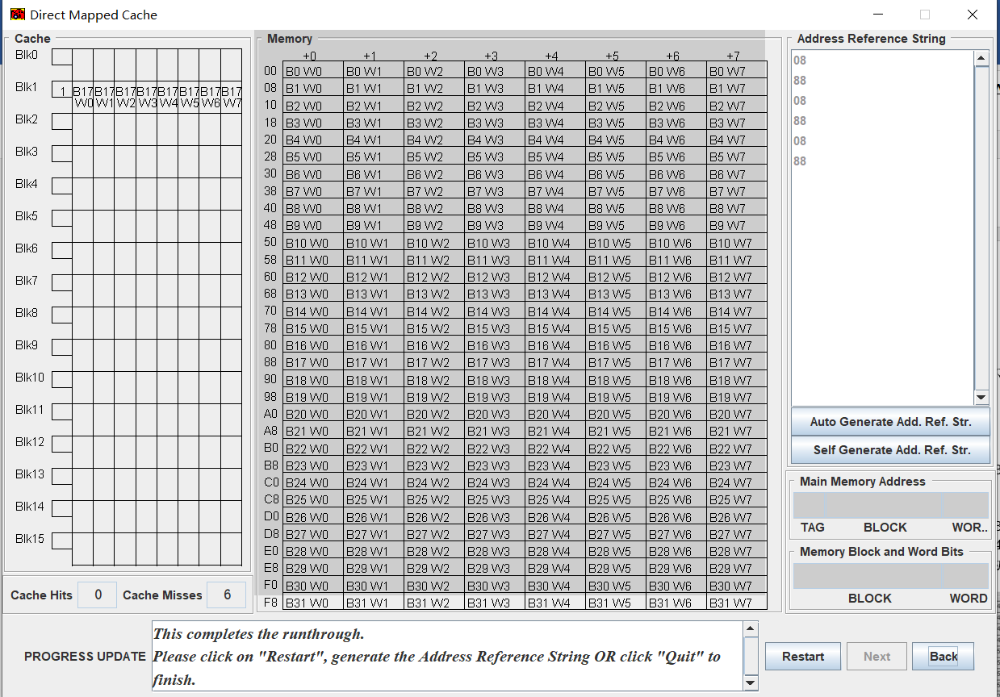 Direct Mapped Cache
Cache
Blk0
Blk1 1 B17 W0 B17 W1 B17 W2 B17 W3 B17 W4 B17 W5 B17 W6 B17 W7
Blk2
Blk3
Blk4
Blk5
Blk6
Blk7
Blk8
Blk9
Blk10
Blk11
Blk12
Blk13
Blk14
Blk15
Cache Hits 0 Cache Misses 6
Memory
+0 +1 +2 +3 +4 +5 +6 +7
00 B0 W0 B0 W1 B0 W2 B0 W3 B0 W4 B0 W5 B0 W6 B0 W7
08 B1 W0 B1 W1 B1 W2 B1 W3 B1 W4 B1 W5 B1 W6 B1 W7
10 B2 W0 B2 W1 B2 W2 B2 W3 B2 W4 B2 W5 B2 W6 B2 W7
18 B3 W0 B3 W1 B3 W2 B3 W3 B3 W4 B3 W5 B3 W6 B3 W7
20 B4 W0 B4 W1 B4 W2 B4 W3 B4 W4 B4 W5 B4 W6 B4 W7
28 B5 W0 B5 W1 B5 W2 B5 W3 B5 W4 B5 W5 B5 W6 B5 W7
30 B6 W0 B6 W1 B6 W2 B6 W3 B6 W4 B6 W5 B6 W6 B6 W7
38 B7 W0 B7 W1 B7 W2 B7 W3 B7 W4 B7 W5 B7 W6 B7 W7
40 B8 W0 B8 W1 B8 W2 B8 W3 B8 W4 B8 W5 B8 W6 B8 W7
48 B9 W0 B9 W1 B9 W2 B9 W3 B9 W4 B9 W5 B9 W6 B9 W7
50 B10 W0 B10 W1 B10 W2 B10 W3 B10 W4 B10 W5 B10 W6 B10 W7
58 B11 W0 B11 W1 B11 W2 B11 W3 B11 W4 B11 W5 B11 W6 B11 W7
60 B12 W0 B12 W1 B12 W2 B12 W3 B12 W4 B12 W5 B12 W6 B12 W7
68 B13 W0 B13 W1 B13 W2 B13 W3 B13 W4 B13 W5 B13 W6 B13 W7
70 B14 W0 B14 W1 B14 W2 B14 W3 B14 W4 B14 W5 B14 W6 B14 W7
78 B15 W0 B15 W1 B15 W2 B15 W3 B15 W4 B15 W5 B15 W6 B15 W7
80 B16 W0 B16 W1 B16 W2 B16 W3 B16 W4 B16 W5 B16 W6 B16 W7
88 B17 W0 B17 W1 B17 W2 B17 W3 B17 W4 B17 W5 B17 W6 B17 W7
90 B18 W0 B18 W1 B18 W2 B18 W3 B18 W4 B18 W5 B18 W6 B18 W7
98 B19 W0 B19 W1 B19 W2 B19 W3 B19 W4 B19 W5 B19 W6 B19 W7
A0 B20 W0 B20 W1 B20 W2 B20 W3 B20 W4 B20 W5 B20 W6 B20 W7
A8 B21 W0 B21 W1 B21 W2 B21 W3 B21 W4 B21 W5 B21 W6 B21 W7
B0 B22 W0 B22 W1 B22 W2 B22 W3 B22 W4 B22 W5 B22 W6 B22 W7
B8 B23 W0 B23 W1 B23 W2 B23 W3 B23 W4 B23 W5 B23 W6 B23 W7
C0 B24 W0 B24 W1 B24 W2 B24 W3 B24 W4 B24 W5 B24 W6 B24 W7
C8 B25 W0 B25 W1 B25 W2 B25 W3 B25 W4 B25 W5 B25 W6 B25 W7
D0 B26 W0 B26 W1 B26 W2 B26 W3 B26 W4 B26 W5 B26 W6 B26 W7
D8 B27 W0 B27 W1 B27 W2 B27 W3 B27 W4 B27 W5 B27 W6 B27 W7
E0 B28 W0 B28 W1 B28 W2 B28 W3 B28 W4 B28 W5 B28 W6 B28 W7
E8 B29 W0 B29 W1 B29 W2 B29 W3 B29 W4 B29 W5 B29 W6 B29 W7
F0 B30 W0 B30 W1 B30 W2 B30 W3 B30 W4 B30 W5 B30 W6 B30 W7
F8 B31 W0 B31 W1 B31 W2 B31 W3 B31 W4 B31 W5 B31 W6 B31 W7
Address Reference String
08
88
08
88
08
88
Auto Generate Add. Ref. Str.
Self Generate Add. Ref. Str.
Main Memory Address
TAG BLOCK WOR..
Memory Block and Word Bits
BLOCK WORD
PROGRESS UPDATE
This completes the runthrough.
Please click on "Restart", generate the Address Reference String OR click "Quit" to
finish.
Restart Next Back